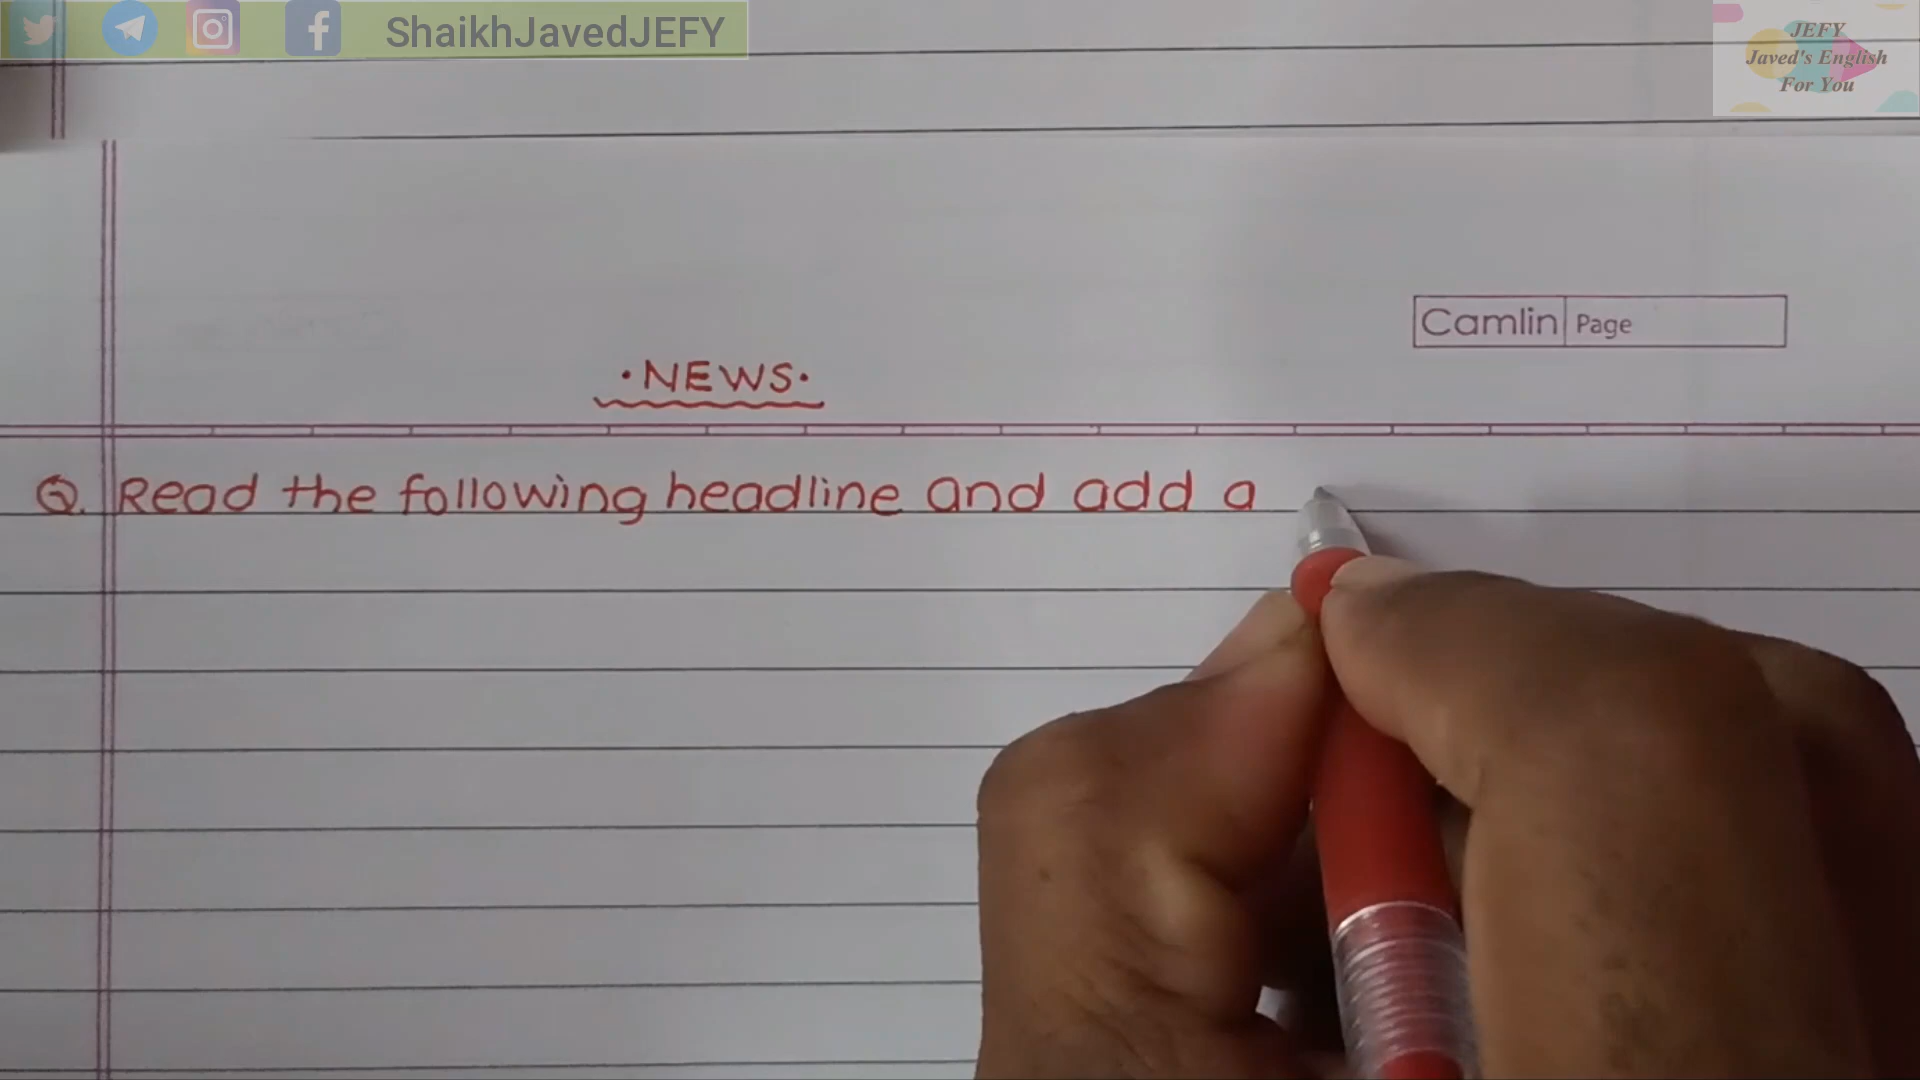 ShaikhJavedJEFY
JEFY
Javed's English
For You
Camlin Page
•NEWS•
Q. Read the following headline and add a